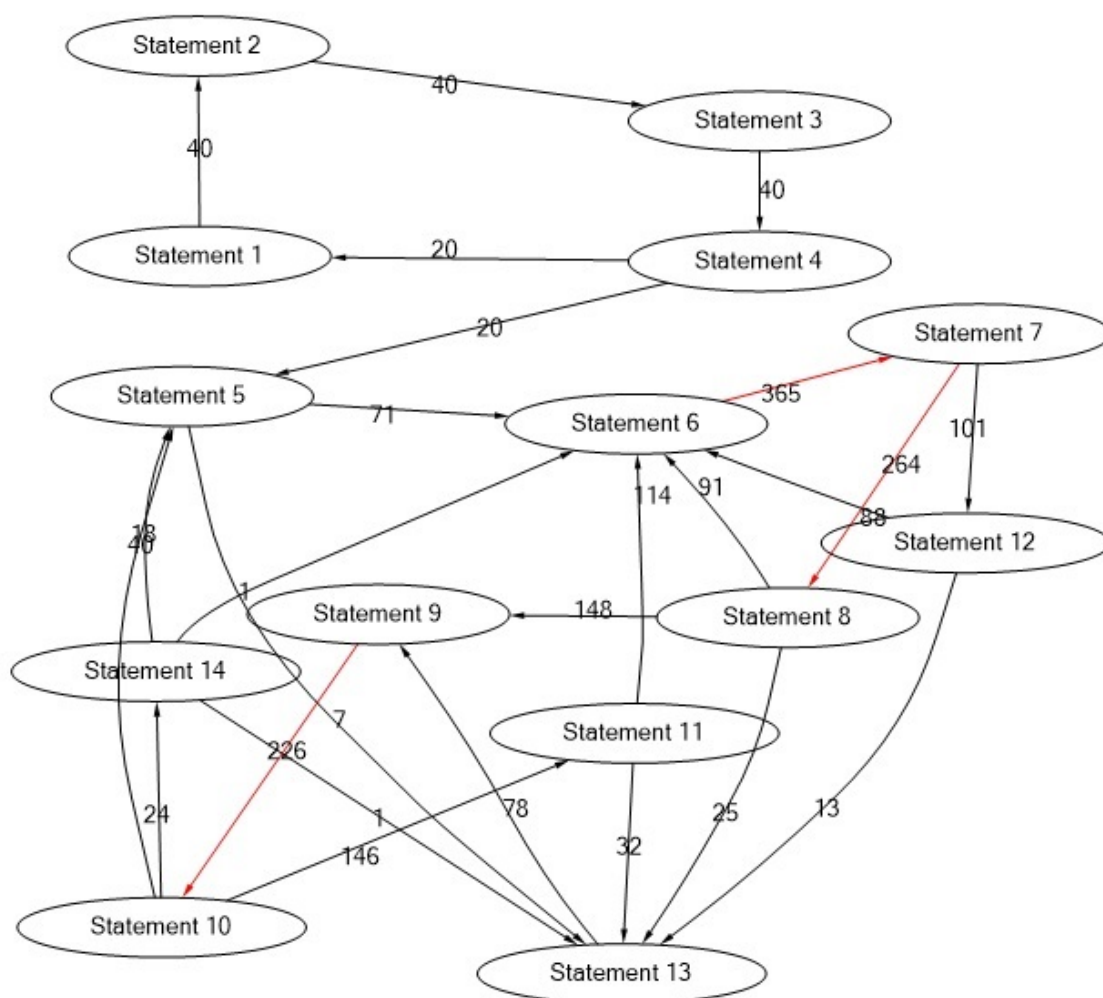 Statement 2
40
Statement 3
40
40
Statement 1
20
Statement 4
20
Statement 7
Statement 5
71
Statement 6
365
101
264
114
91
88
Statement 12
18
40
1
Statement 9
148
Statement 8
Statement 14
7
Statement 11
226
78
24
1
25
13
146
32
Statement 10
Statement 13